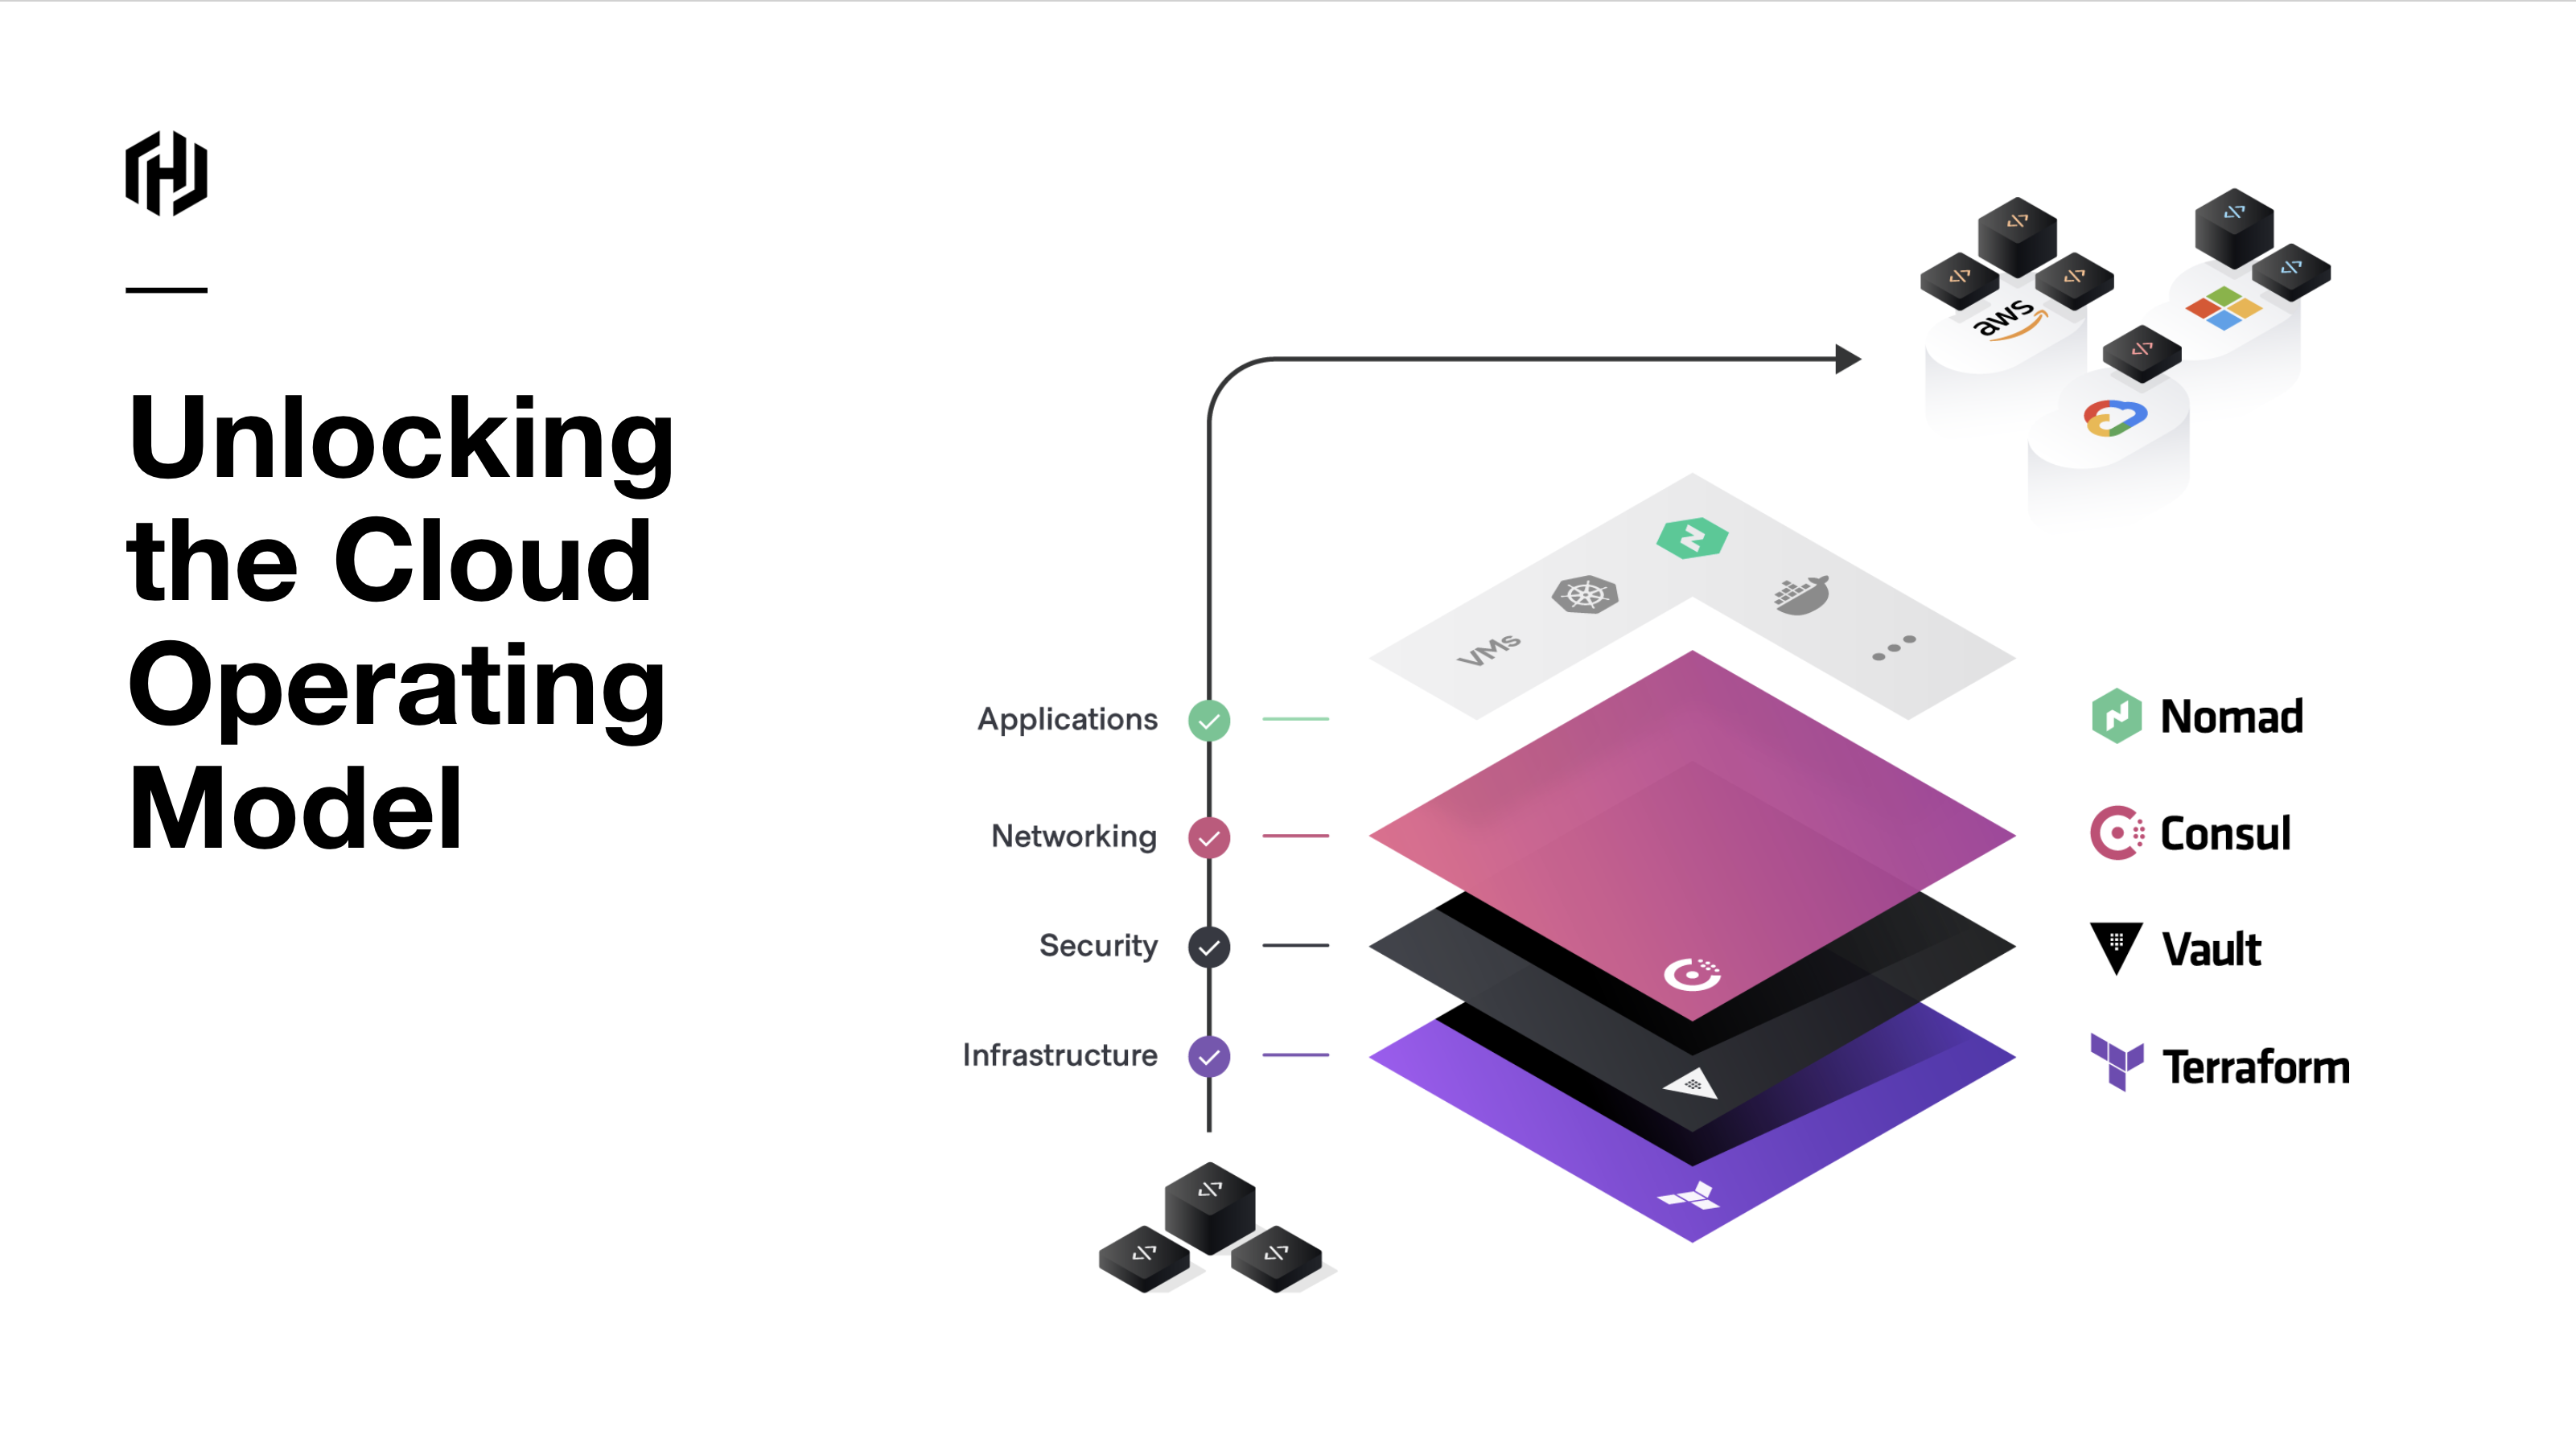 Unlocking
the Cloud
Operating
Model
aws
VMs
Applications
Networking
Security
Infrastructure
Nomad
Consul
Vault
Terraform